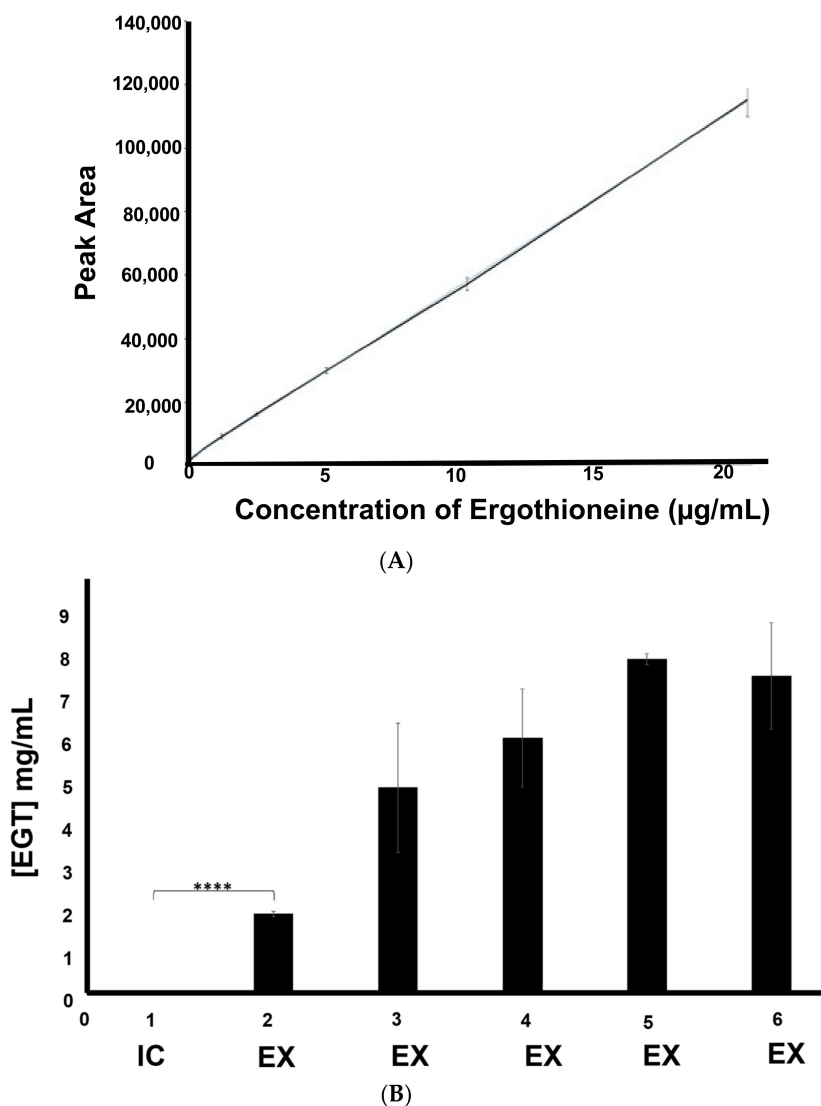 140,000
120,000
100,000
80,000
60,000
40,000
20,000
0
Peak Area
0 5 10 15 20
Concentration of Ergothioneine (µg/mL)
(A)
9
8
7
6
5
4
3
2
1
0
[EGT] mg/mL
****
0 1 2 3 4 5 6
IC EX EX EX EX EX
(B)